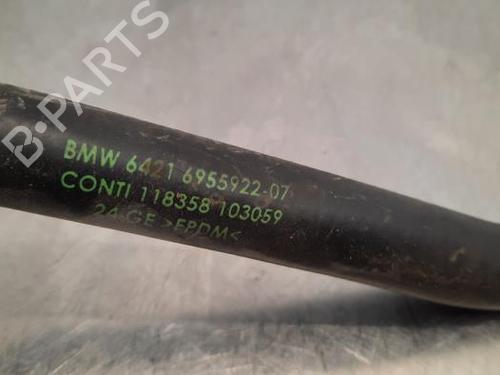 B-PARTS
BMW 6421 6955922-07
CONTI 118358 103059
24 GE >EPDM<